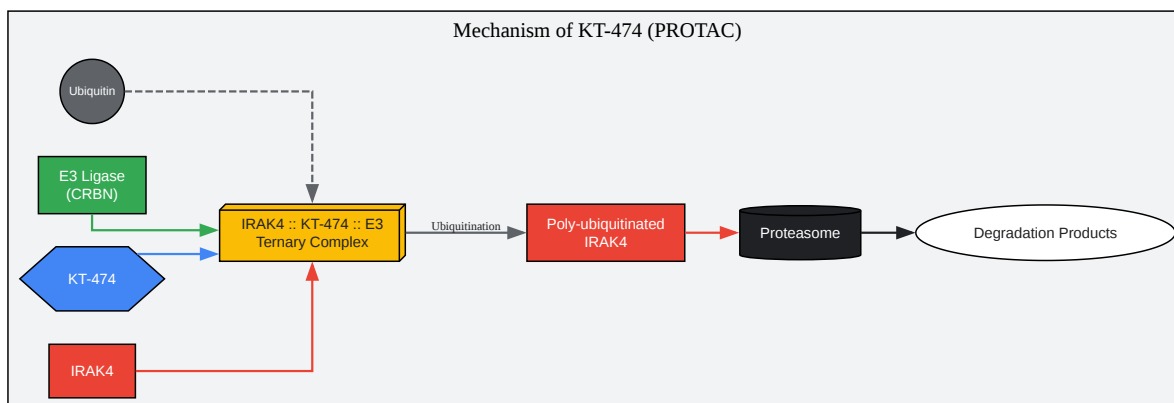 Mechanism of KT-474 (PROTAC)
Ubiquitin
E3 Ligase
(CRBN)
KT-474
IRAK4
IRAK4 :: KT-474 :: E3
Ternary Complex
Ubiquitination
Poly-ubiquitinated
IRAK4
Proteasome
Degradation Products